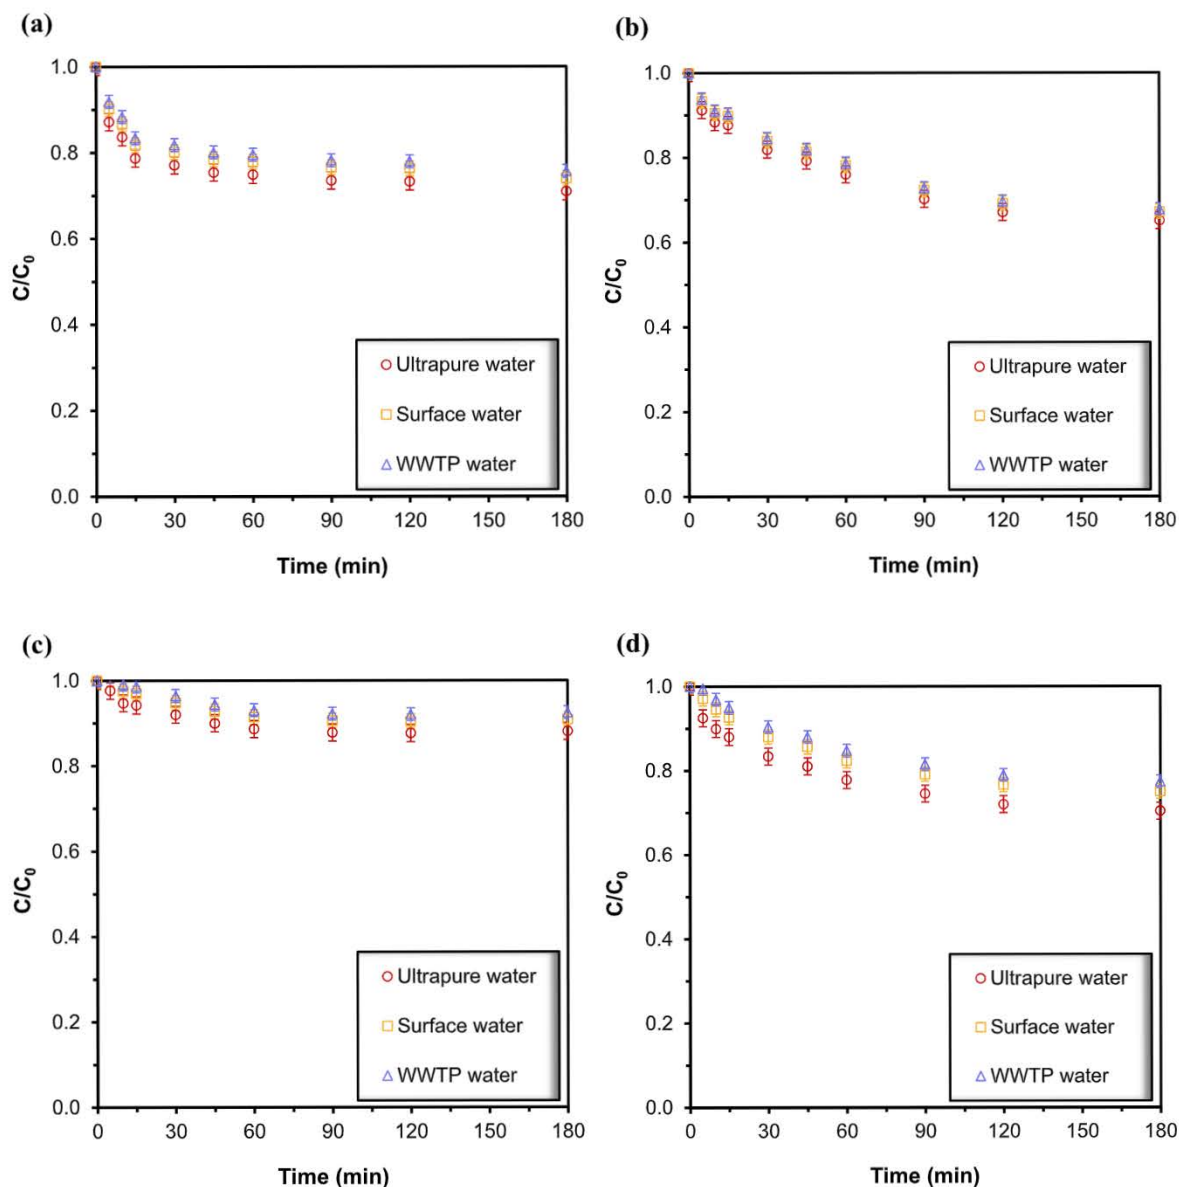 (a)
1.0
0.8
0.6
0.4
0.2
0.0
C/C0
Ultrapure water
Surface water
WWTP water
0 30 60 90 120 150 180
Time (min)
(b)
1.0
0.8
0.6
0.4
0.2
0.0
C/C0
Ultrapure water
Surface water
WWTP water
0 30 60 90 120 150 180
Time (min)
(c)
1.0
0.8
0.6
0.4
0.2
0.0
C/C0
Ultrapure water
Surface water
WWTP water
0 30 60 90 120 150 180
Time (min)
(d)
1.0
0.8
0.6
0.4
0.2
0.0
C/C0
Ultrapure water
Surface water
WWTP water
0 30 60 90 120 150 180
Time (min)